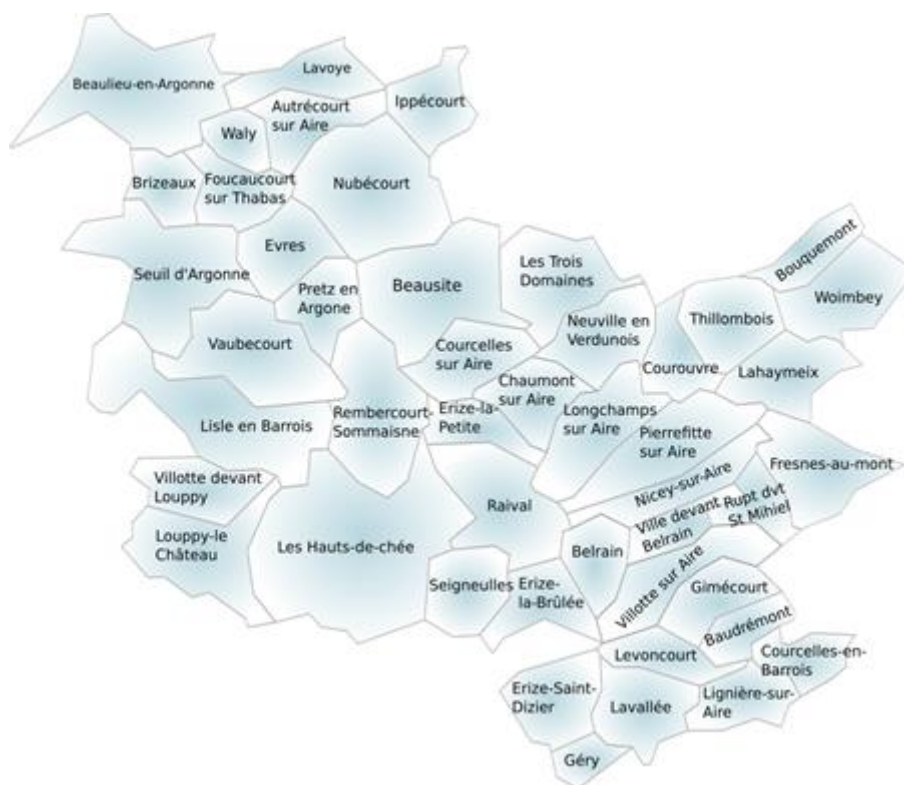 Lavoye
Beaulieu-en-Argonne
Ippécourt
Autrécourt
sur Aire
Waly
Brizeaux
Foucaucourt
sur Thabas
Nubécourt
Evres
Bouquemont
Les Trois
Domaines
Seuil d'Argonne
Pretz en
Argone
Beausite
Woimbey
Neuville en
Verdunois
Thillombois
Vaubecourt
Courcelles
sur Aire
Courouvre
Lahaymeix
Chaumont
sur Aire
Lisle en Barrois
Rembercourt-
Sommaisne
Erize-la-
Petite
Longchamps
sur Aire
Pierrefitte
sur Aire
Fresnes-au-mont
Villotte devant
Louppy
Nicey-sur-Aire
Rupt dvt
St Mihiel
Raival
Ville devant
Belrain
Louppy-le
Château
Les Hauts-de-chée
Belrain
Seigneulles
Erize-
la-Brûlée
Villotte sur Aire
Gimécourt
Baudrémont
Levoncourt
Courcelles-en-
Barrois
Erize-Saint-
Dizier
Lavallée
Lignière-sur-
Aire
Géry